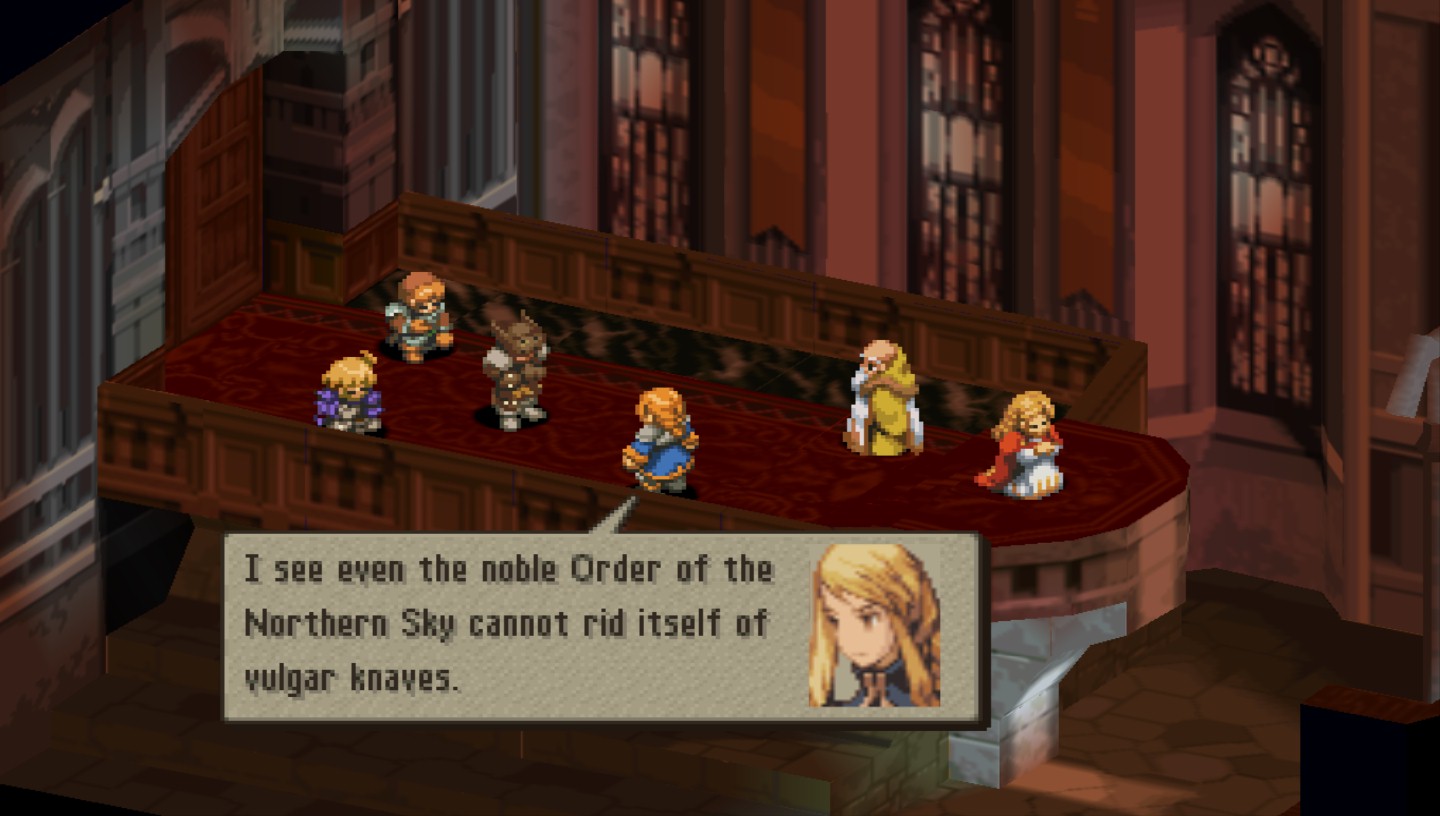 I see even the noble Order of the
Northern Sky cannot rid itself of
vulgar knaves.